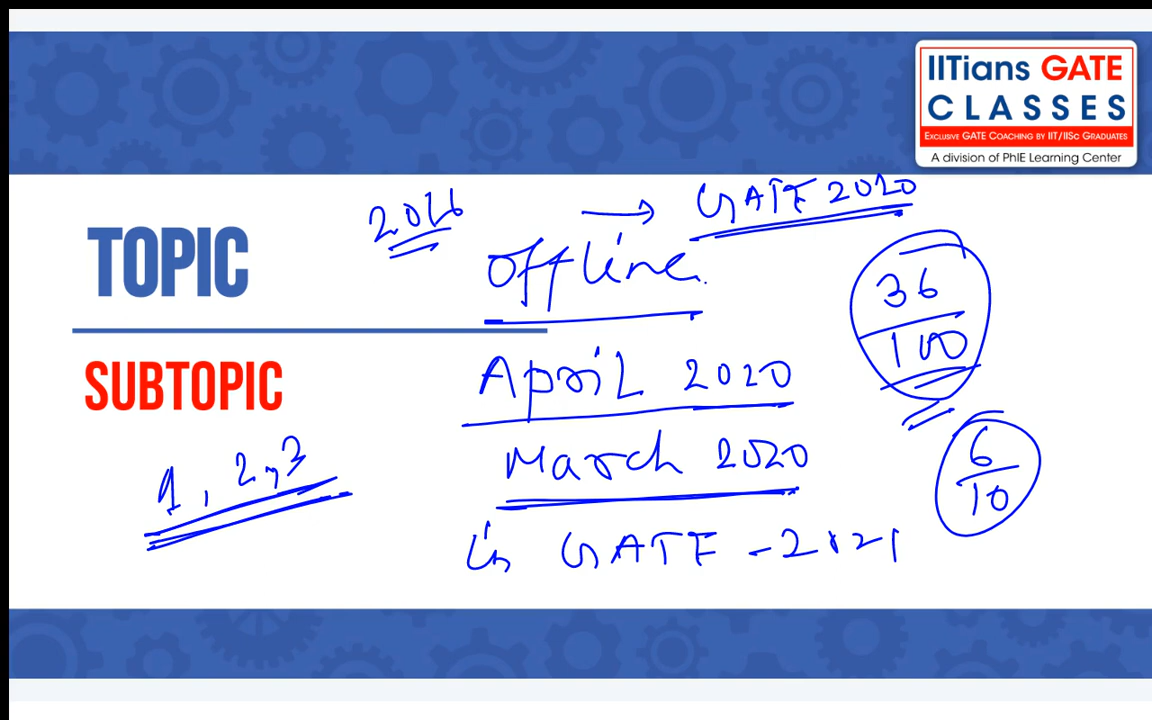 IITians GATE
CLASSES
EXCLUSIVE GATE COACHING BY IIT/IISc GRADUATES
A division of PhIE Learning Center
2016 → GATE 2020
TOPIC
Offline
36
100
SUBTOPIC
April 2020
March 2020
6
10
1, 2, 3
in GATE - 2021